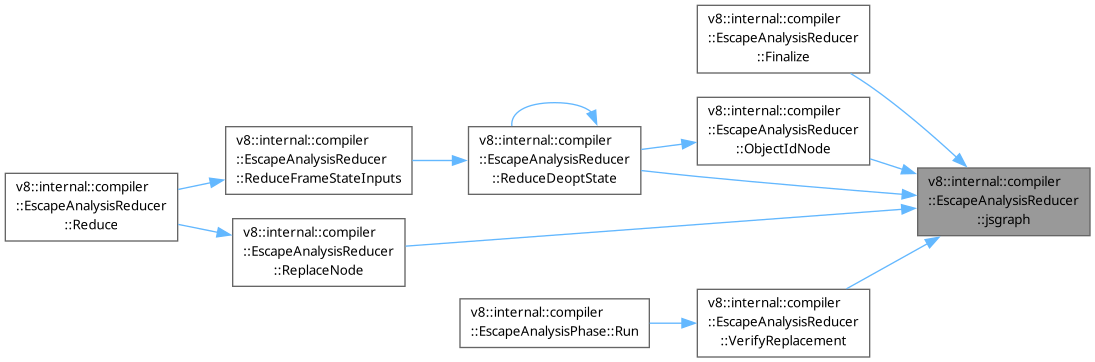 v8::internal::compiler
::EscapeAnalysisReducer
::Finalize
v8::internal::compiler
::EscapeAnalysisReducer
::ObjectIdNode
v8::internal::compiler
::EscapeAnalysisReducer
::ReduceDeoptState
v8::internal::compiler
::EscapeAnalysisReducer
::ReduceFrameStateInputs
v8::internal::compiler
::EscapeAnalysisReducer
::Reduce
v8::internal::compiler
::EscapeAnalysisReducer
::jsgraph
v8::internal::compiler
::EscapeAnalysisReducer
::ReplaceNode
v8::internal::compiler
::EscapeAnalysisPhase::Run
v8::internal::compiler
::EscapeAnalysisReducer
::VerifyReplacement